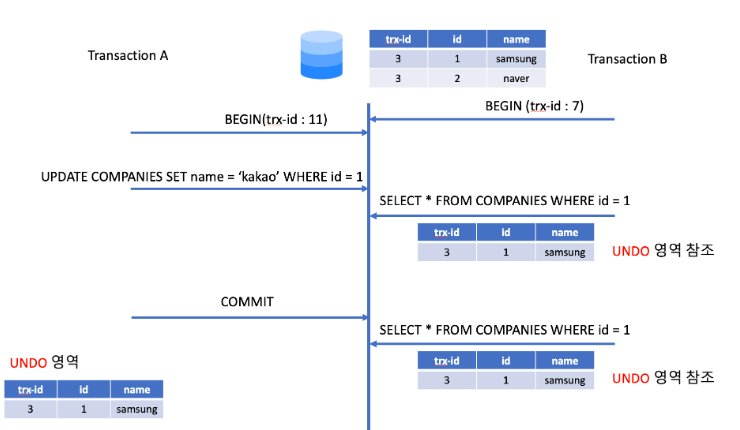 Transaction A
trx-id id name
3 1 samsung
3 2 naver
Transaction B
BEGIN(trx-id : 11)
BEGIN (trx-id : 7)
UPDATE COMPANIES SET name = ‘kakao’ WHERE id = 1
SELECT * FROM COMPANIES WHERE id = 1
trx-id id name
3 1 samsung
UNDO 영역 참조
COMMIT
SELECT * FROM COMPANIES WHERE id = 1
trx-id id name
3 1 samsung
UNDO 영역 참조
UNDO 영역
trx-id id name
3 1 samsung